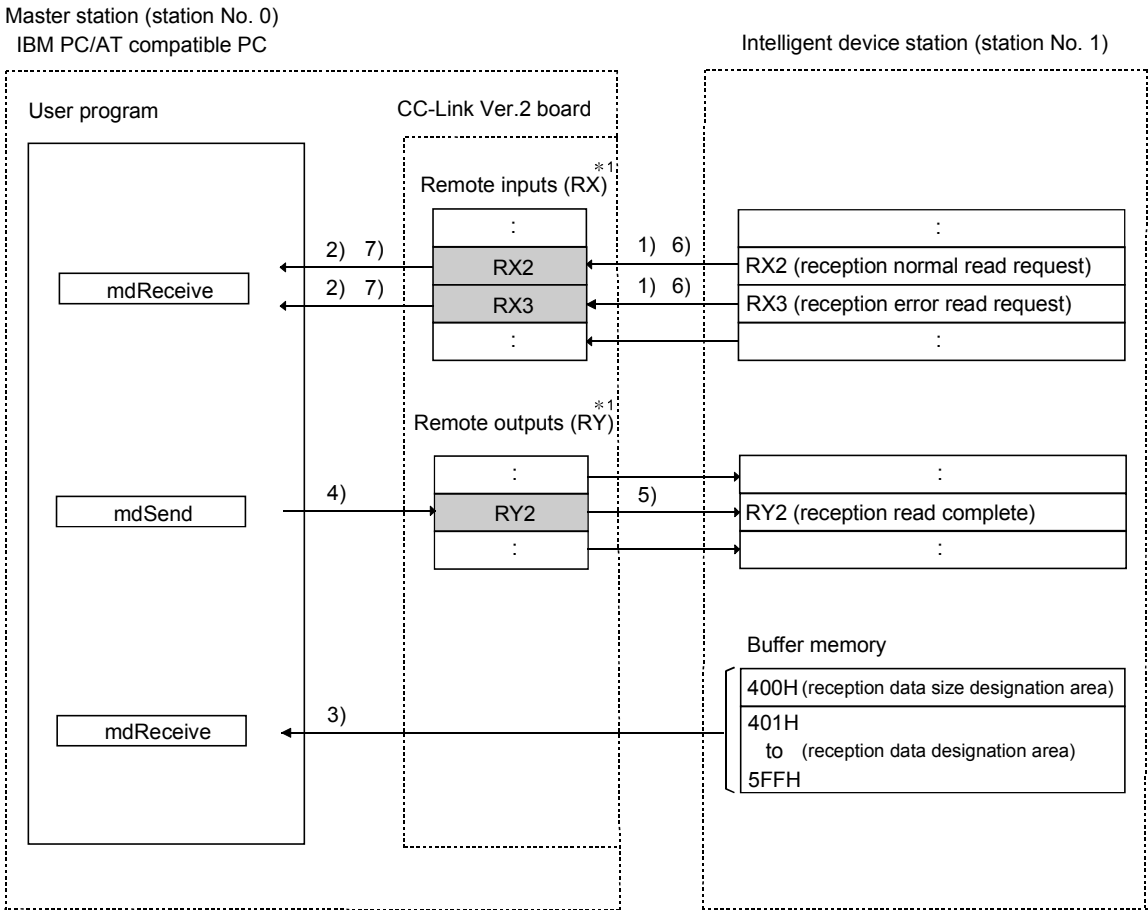 Master station (station No. 0)
IBM PC/AT compatible PC
Intelligent device station (station No. 1)
User program
CC-Link Ver.2 board
Remote inputs (RX) *1
:
:
2) 7)
1) 6)
RX2
RX2 (reception normal read request)
mdReceive
2) 7)
1) 6)
RX3
RX3 (reception error read request)
:
:
Remote outputs (RY) *1
:
:
mdSend
4)
RY2
5)
RY2 (reception read complete)
:
:
Buffer memory
400H (reception data size designation area)
mdReceive
3)
401H
to (reception data designation area)
5FFH